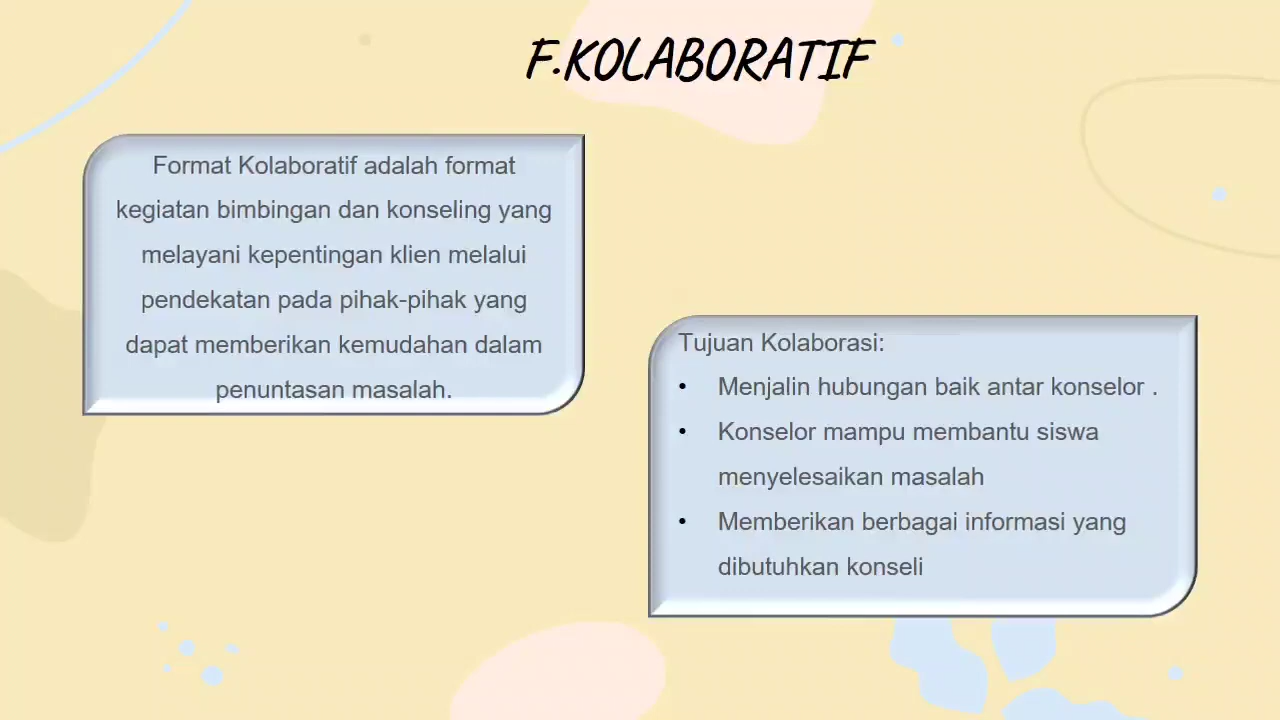 F.KOLABORATIF
Format Kolaboratif adalah format
kegiatan bimbingan dan konseling yang
melayani kepentingan klien melalui
pendekatan pada pihak-pihak yang
dapat memberikan kemudahan dalam
penuntasan masalah.
Tujuan Kolaborasi:
• Menjalin hubungan baik antar konselor .
• Konselor mampu membantu siswa
menyelesaikan masalah
• Memberikan berbagai informasi yang
dibutuhkan konseli